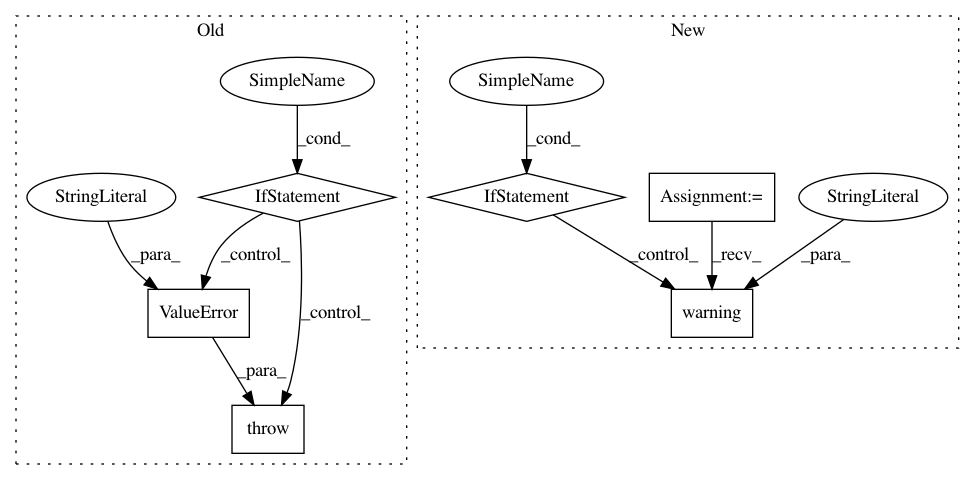 Old
New
SimpleName
SimpleName
_cond_
_cond_
StringLiteral
IfStatement
IfStatement
Assignment:=
StringLiteral
_para_
_control_
_control_
_recv_
_para_
ValueError
_control_
warning
_para_
throw